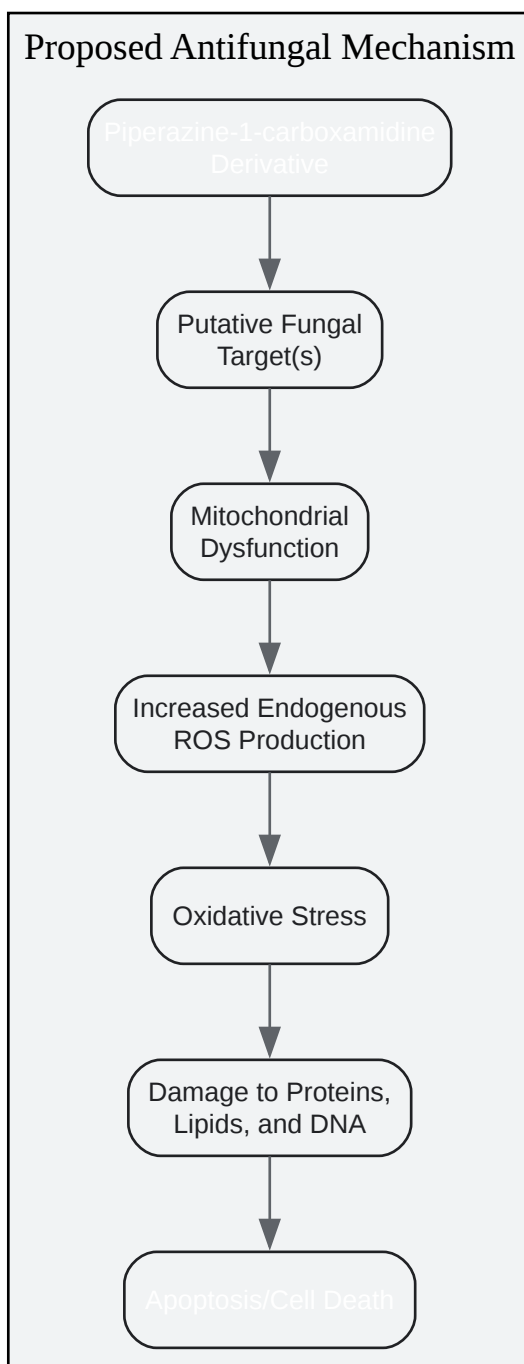 Proposed Antifungal Mechanism
Piperazine-1-carboxamidine
Derivative
Putative Fungal
Target(s)
Mitochondrial
Dysfunction
Increased Endogenous
ROS Production
Oxidative Stress
Damage to Proteins,
Lipids, and DNA
Apoptosis/Cell Death